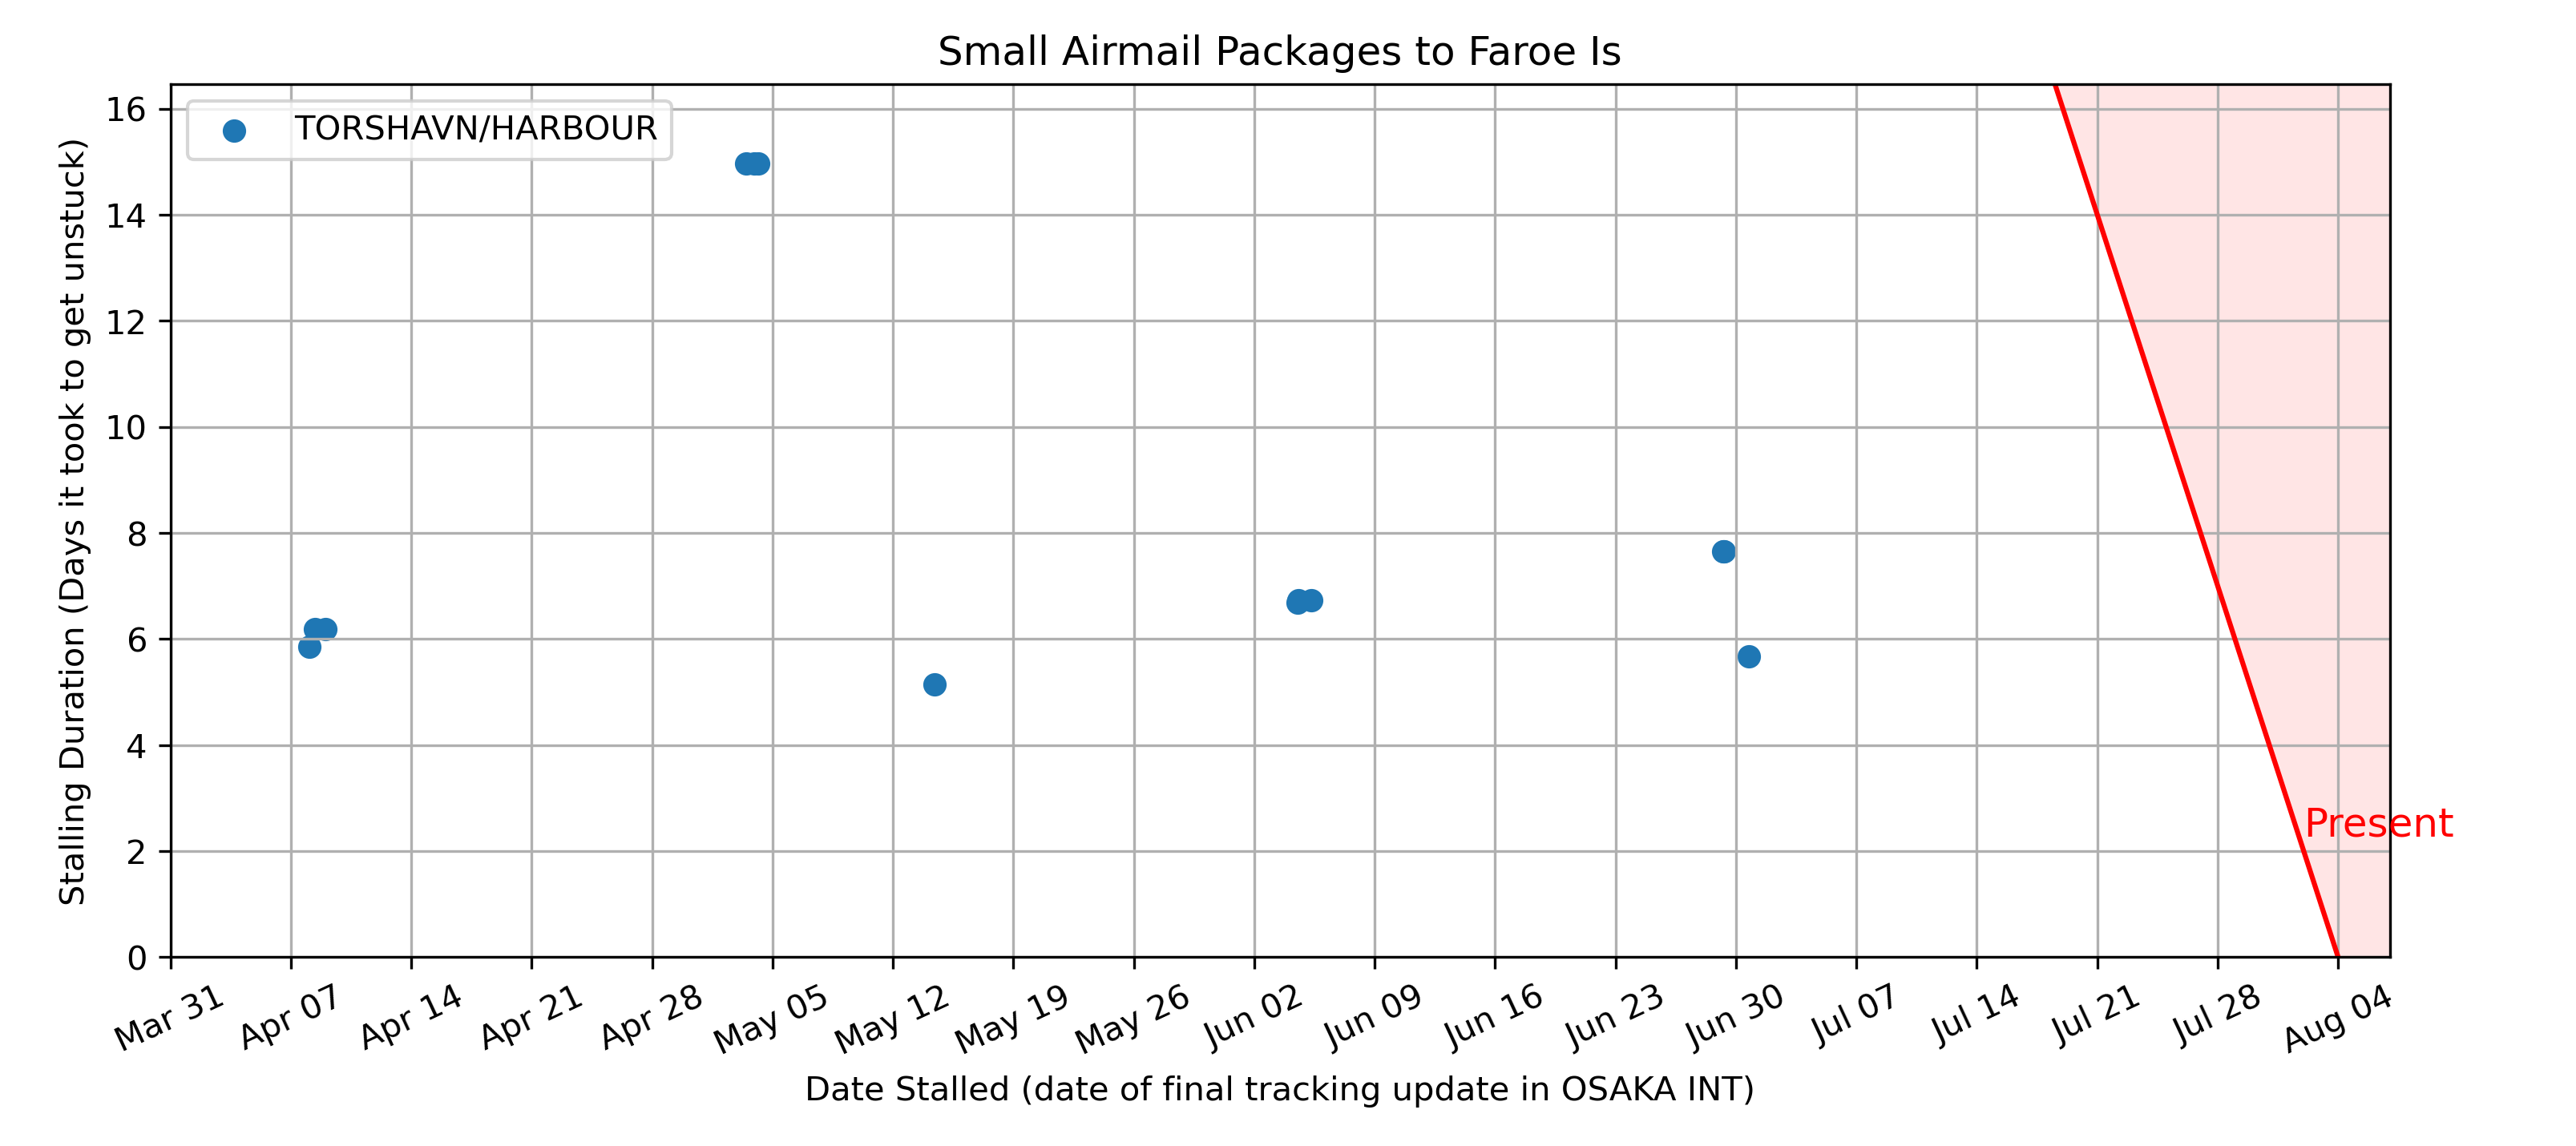 Small Airmail Packages to Faroe Is
TORSHAVN/HARBOUR
Stalling Duration (Days it took to get unstuck)
16
14
12
10
8
6
4
2
0
Present
Mar 31 Apr 07 Apr 14 Apr 21 Apr 28 May 05 May 12 May 19 May 26 Jun 02 Jun 09 Jun 16 Jun 23 Jun 30 Jul 07 Jul 14 Jul 21 Jul 28 Aug 04
Date Stalled (date of final tracking update in OSAKA INT)